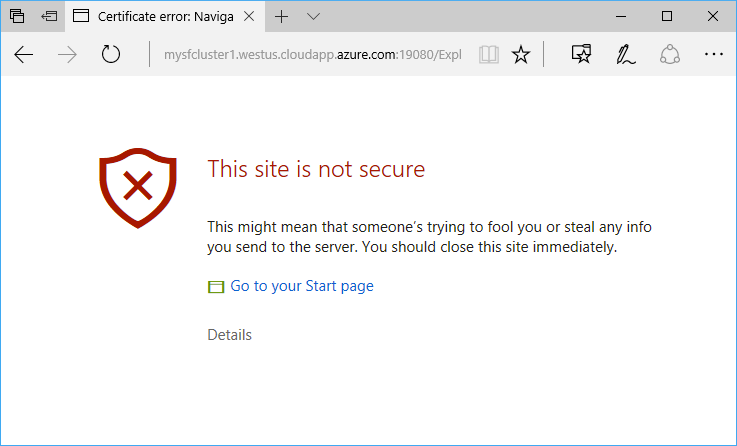 Certificate error: Naviga
mysfcluster1.westus.cloudapp.azure.com:19080/Expl
This site is not secure
This might mean that someone's trying to fool you or steal any info
you send to the server. You should close this site immediately.
Go to your Start page
Details